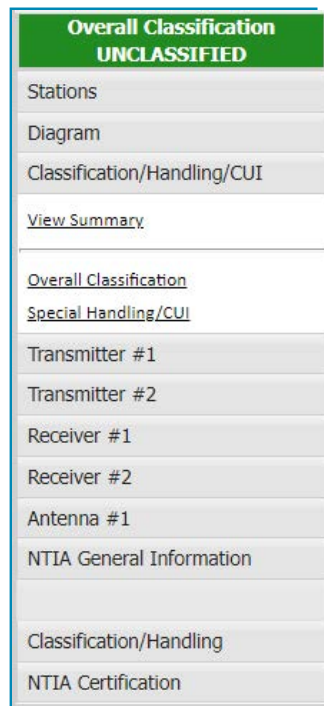 Overall Classification
UNCLASSIFIED
Stations
Diagram
Classification/Handling/CUI
View Summary
Overall Classification
Special Handling/CUI
Transmitter #1
Transmitter #2
Receiver #1
Receiver #2
Antenna #1
NTIA General Information
Classification/Handling
NTIA Certification